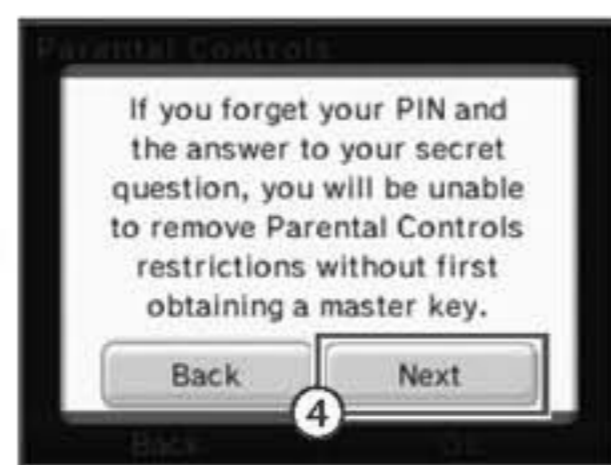 Parental Controls
If you forget your PIN and
the answer to your secret
question, you will be unable
to remove Parental Controls
restrictions without first
obtaining a master key.
Back Next
4
Back OK